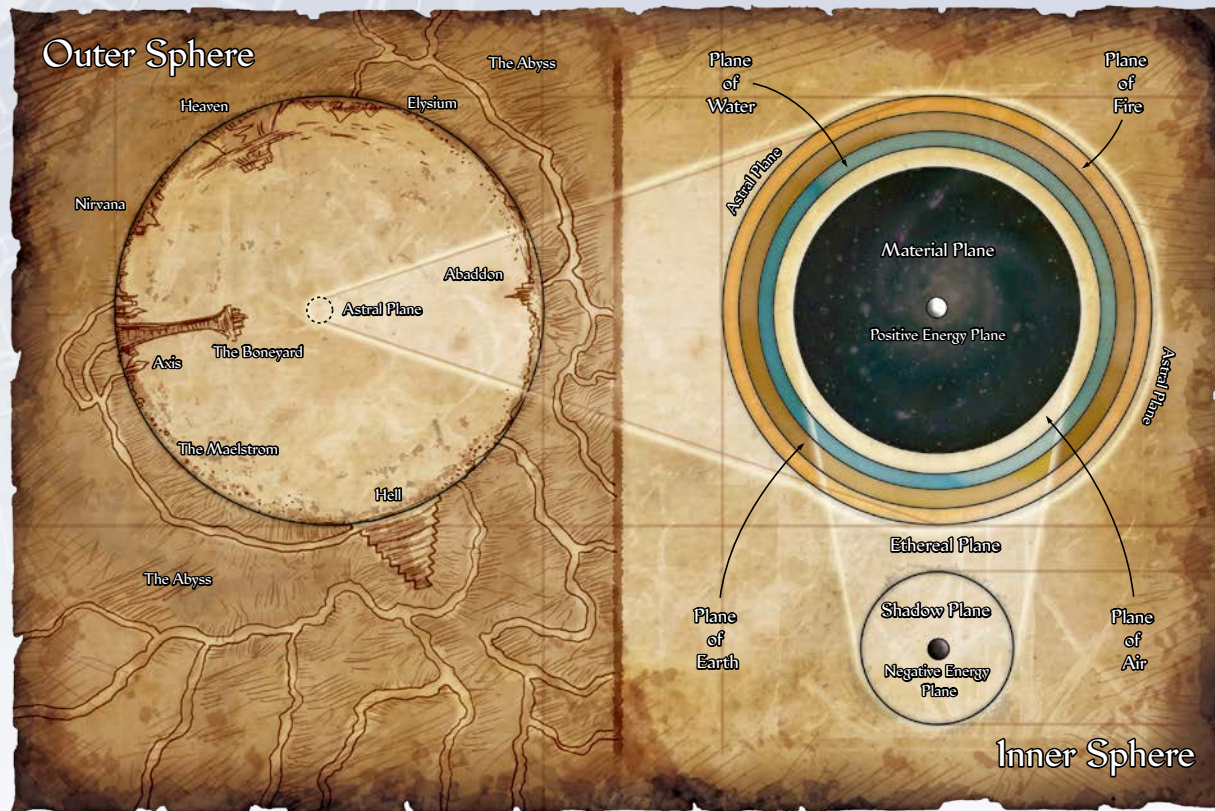 Outer Sphere
The Abyss
Heaven
Elysium
Nirvana
Abaddon
Astral Plane
The Boneyard
Axis
The Maelstrom
Hell
The Abyss
Plane
of
Water
Plane
of
Fire
Astral Plane
Material Plane
Positive Energy Plane
Astral Plane
Ethereal Plane
Shadow Plane
Negative Energy
Plane
Plane
of
Earth
Plane
of
Air
Inner Sphere